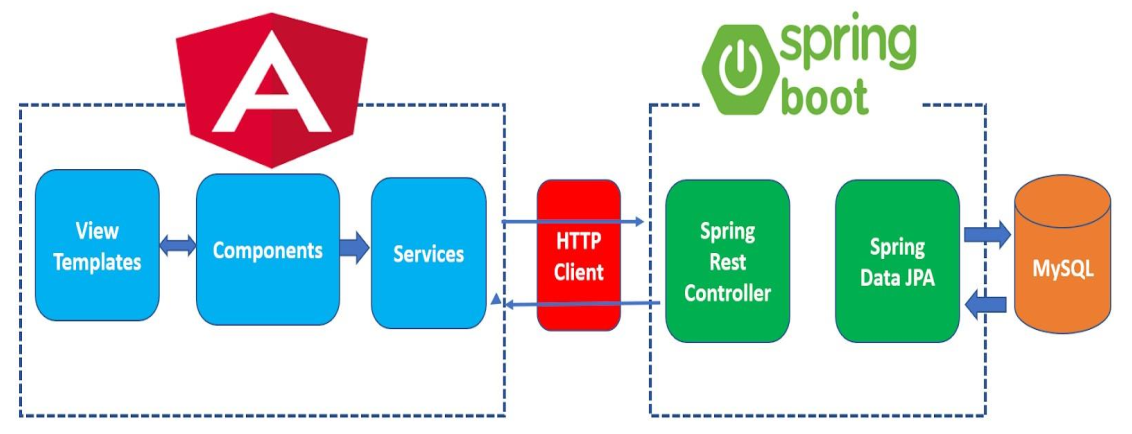 A
spring
boot
View
Templates
Components
Services
HTTP
Client
Spring
Rest
Controller
Spring
Data JPA
MySQL